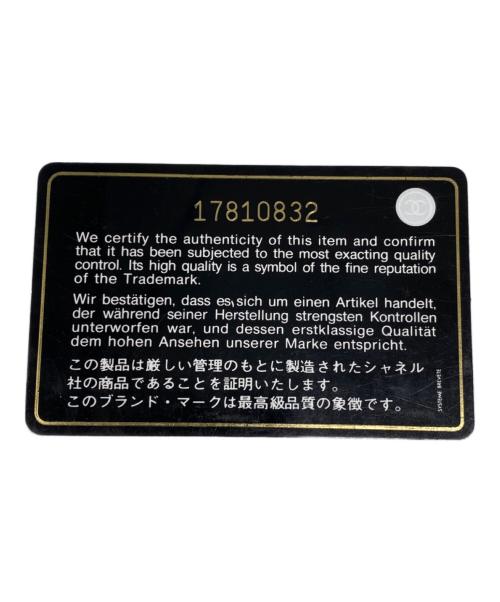 17810832
We certify the authenticity of this item and confirm
that it has been subjected to the most exacting quality
control. Its high quality is a symbol of the fine reputation
of the Trademark.
Wir bestätigen, dass es sich um einen Artikel handelt,
der während seiner Herstellung strengsten Kontrollen
unterworfen war, und dessen erstklassige Qualität
dem hohen Ansehen unserer Marke entspricht.
この製品は厳しい管理のもとに製造されたシャネル
社の商品であることを証明いたします。
このブランド・マークは最高級品質の象徴です。
SYSTEME BREVETE